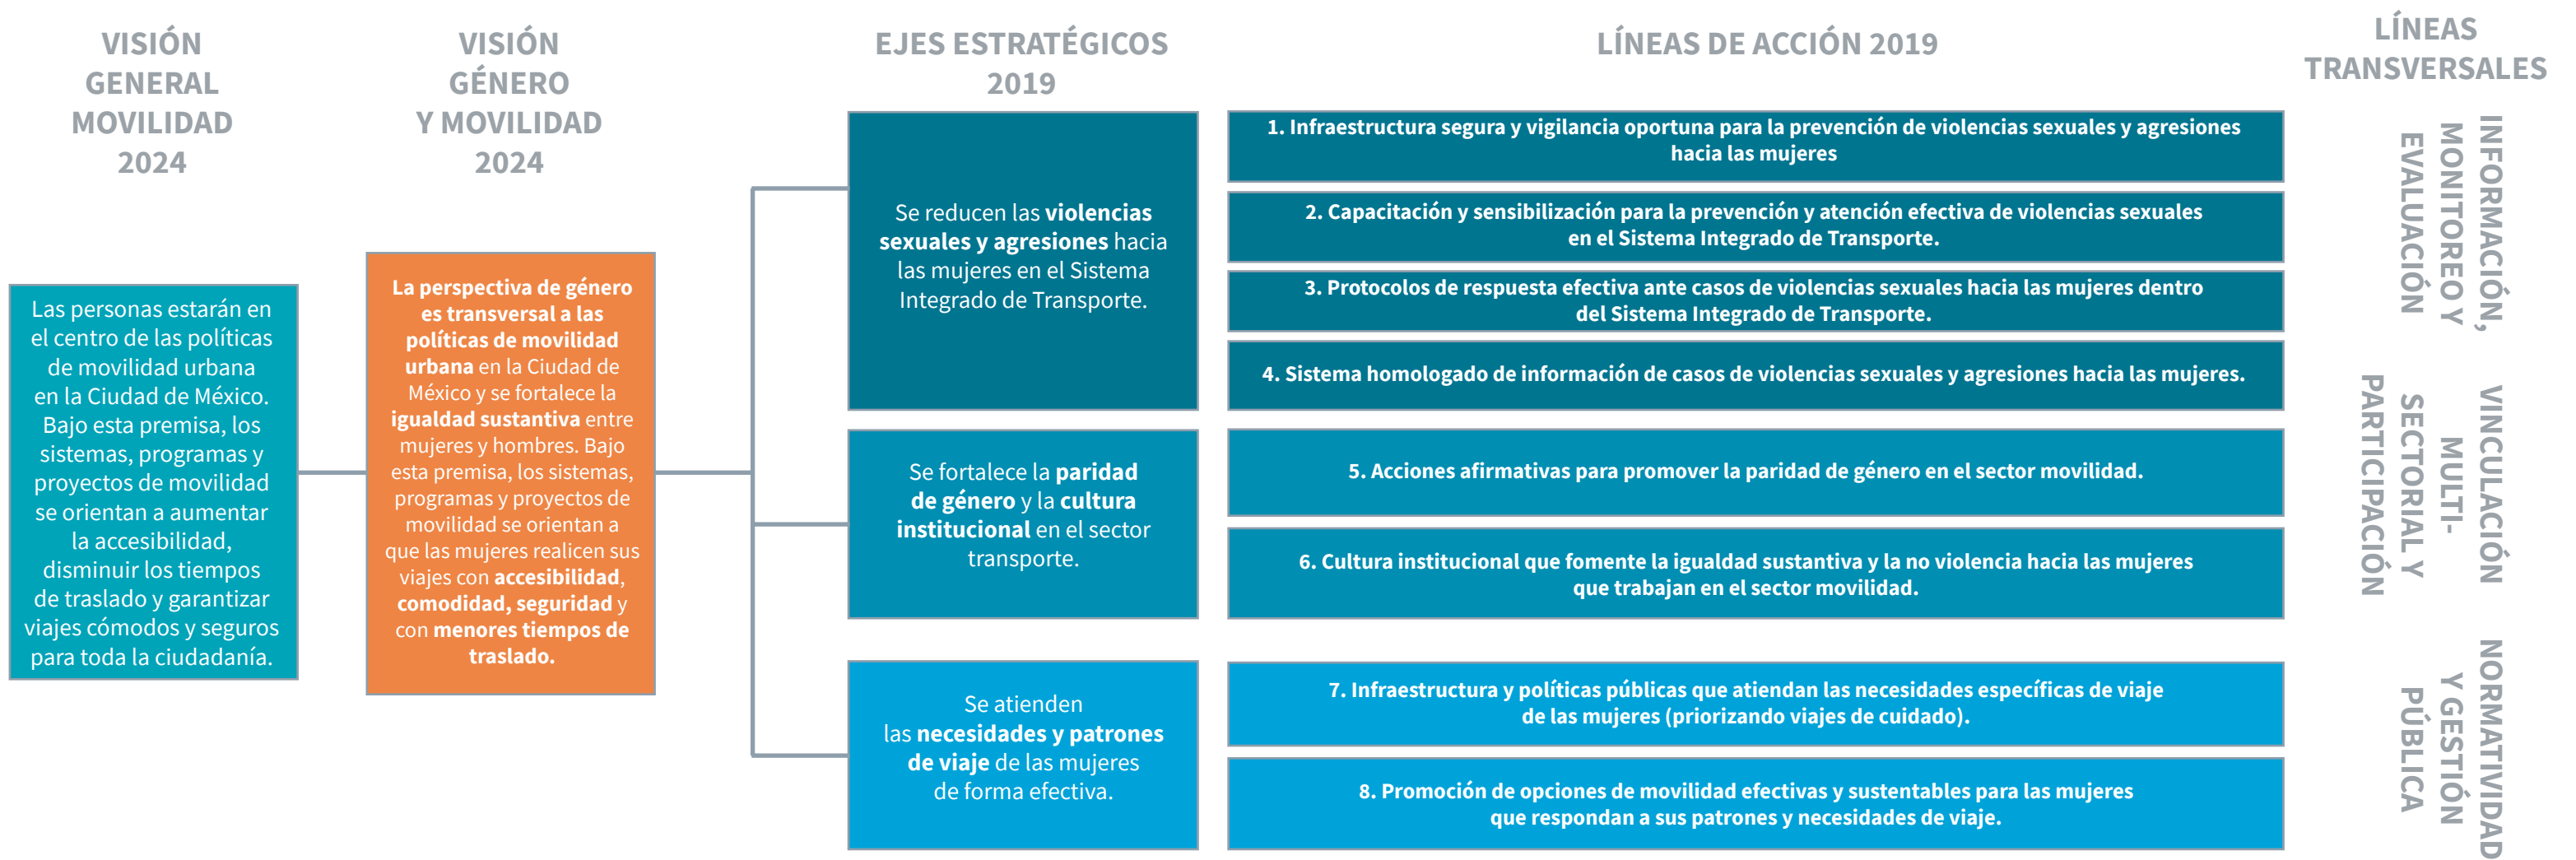 VISIÓN
GENERAL
MOVILIDAD
2024
Las personas estarán en
el centro de las políticas
de movilidad urbana
en la Ciudad de México.
Bajo esta premisa, los
sistemas, programas y
proyectos de movilidad
se orientan a aumentar
la accesibilidad,
disminuir los tiempos
de traslado y garantizar
viajes cómodos y seguros
para toda la ciudadanía.
VISIÓN
GÉNERO
Y MOVILIDAD
2024
La perspectiva de género
es transversal a las
políticas de movilidad
urbana en la Ciudad de
México y se fortalece la
igualdad sustantiva entre
mujeres y hombres. Bajo
esta premisa, los sistemas,
programas y proyectos de
movilidad se orientan a
que las mujeres realicen sus
viajes con accesibilidad,
comodidad, seguridad y
con menores tiempos de
traslado.
EJES ESTRATÉGICOS
2019
Se reducen las violencias
sexuales y agresiones hacia
las mujeres en el Sistema
Integrado de Transporte.
Se fortalece la paridad
de género y la cultura
institucional en el sector
transporte.
Se atienden
las necesidades y patrones
de viaje de las mujeres
de forma efectiva.
LÍNEAS DE ACCIÓN 2019
1. Infraestructura segura y vigilancia oportuna para la prevención de violencias sexuales y agresiones
hacia las mujeres
2. Capacitación y sensibilización para la prevención y atención efectiva de violencias sexuales
en el Sistema Integrado de Transporte.
3. Protocolos de respuesta efectiva ante casos de violencias sexuales hacia las mujeres dentro
del Sistema Integrado de Transporte.
4. Sistema homologado de información de casos de violencias sexuales y agresiones hacia las mujeres.
5. Acciones afirmativas para promover la paridad de género en el sector movilidad.
6. Cultura institucional que fomente la igualdad sustantiva y la no violencia hacia las mujeres
que trabajan en el sector movilidad.
7. Infraestructura y políticas públicas que atiendan las necesidades específicas de viaje
de las mujeres (priorizando viajes de cuidado).
8. Promoción de opciones de movilidad efectivas y sustentables para las mujeres
que respondan a sus patrones y necesidades de viaje.
LÍNEAS
TRANSVERSALES
INFORMACIÓN,
MONITOREO Y
EVALUACIÓN
VINCULACIÓN
MULTI-
SECTORIAL Y
PARTICIPACIÓN
NORMATIVIDAD
Y GESTIÓN
PÚBLICA